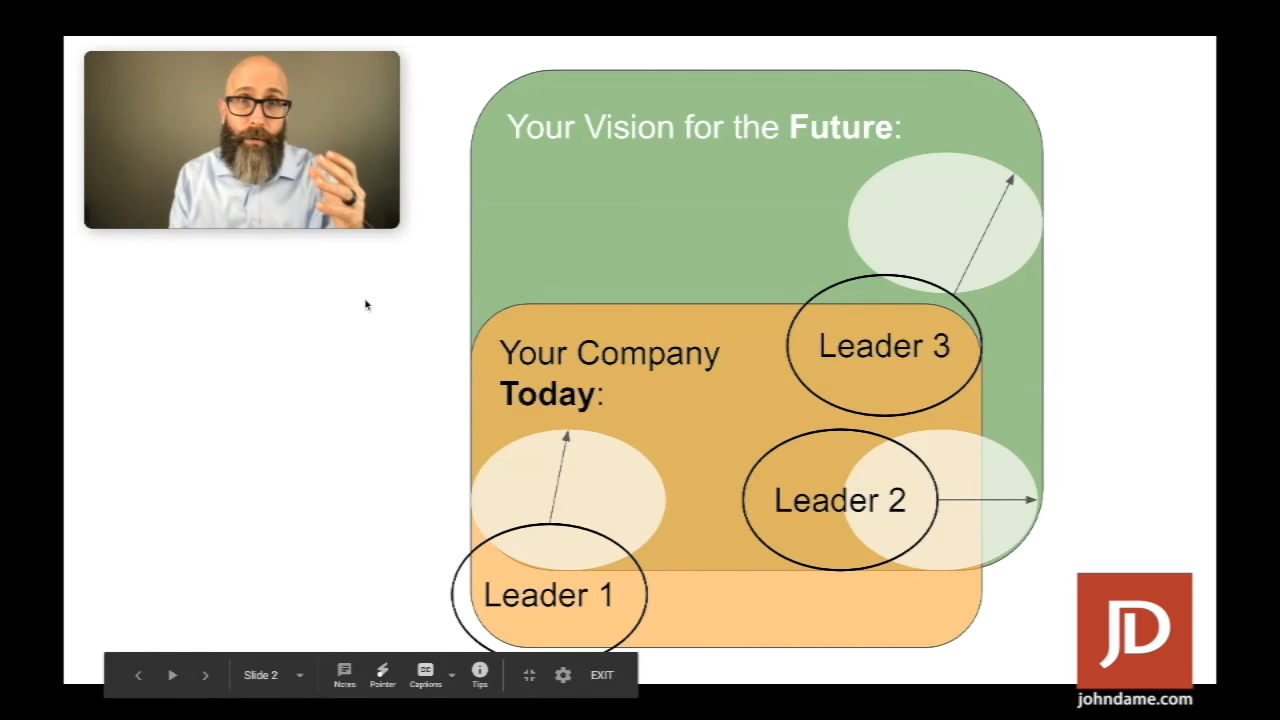 Your Vision for the Future:
Your Company
Today:
Leader 3
Leader 2
Leader 1
Slide 2
Notes
Pointer
CC
Captions
Tips
EXIT
JD
johndame.com